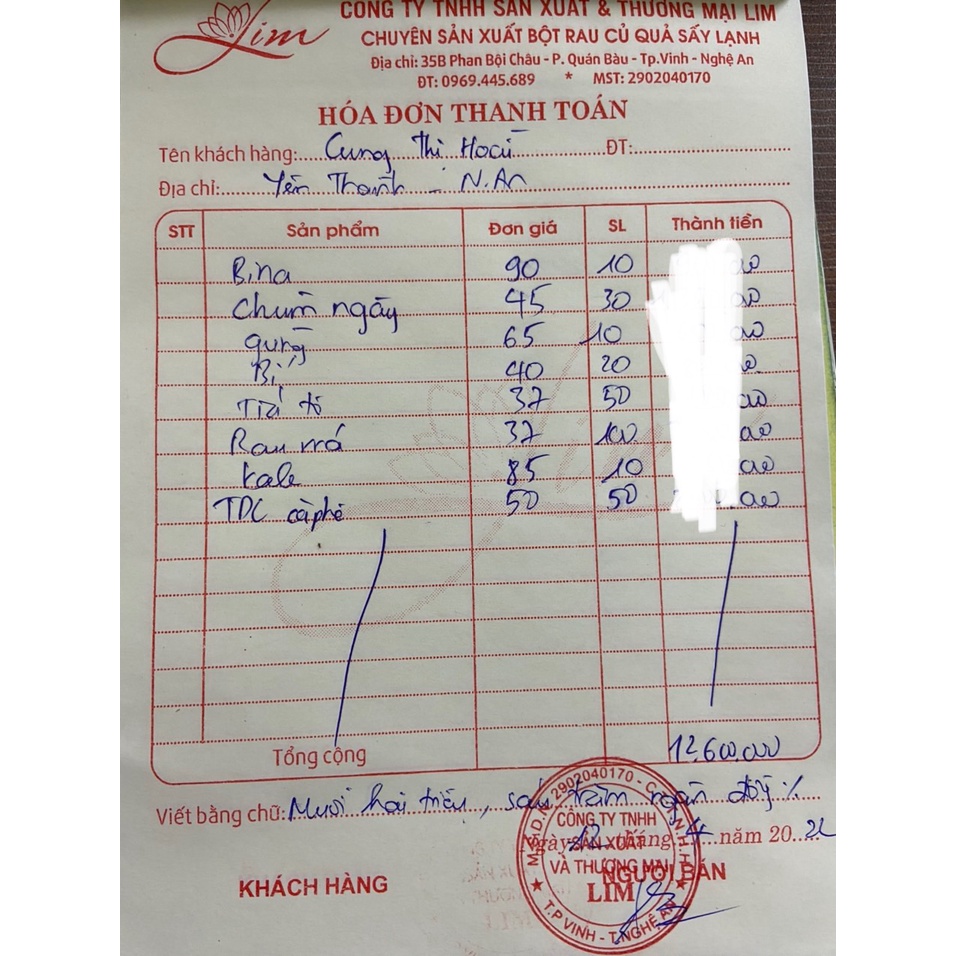 Lim
CÔNG TY TNHH SẢN XUẤT & THƯƠNG MẠI LIM
CHUYÊN SẢN XUẤT BỘT RAU CỦ QUẢ SẤY LẠNH
Địa chỉ: 35B Phan Bội Châu - P. Quán Bàu - Tp.Vinh - Nghệ An
ĐT: 0969.445.689 * MST: 2902040170
HÓA ĐƠN THANH TOÁN
Tên khách hàng: Cung Thị ĐT:
Địa chỉ: Yên Thành - N.An
STT Sản phẩm Đơn giá SL Thành tiền
Bina 90 10
Chùm ngây 45 30
gừng 65 10
Bí 40 20
Tía tô 37 50
Rau má 37 100
kale 85 10
TDC cà phê 50 50
Tổng cộng 12.600.000
Viết bằng chữ: Mười hai triệu, sáu trăm ngàn đồng %
Ngày 12 tháng 4 năm 2022
KHÁCH HÀNG NGƯỜI BÁN
M.S.D.N: 2902040170 - C.T.T.N.H.H
CÔNG TY TNHH
SẢN XUẤT
VÀ THƯƠNG MẠI
LIM
T.P VINH - T.NGHỆ AN